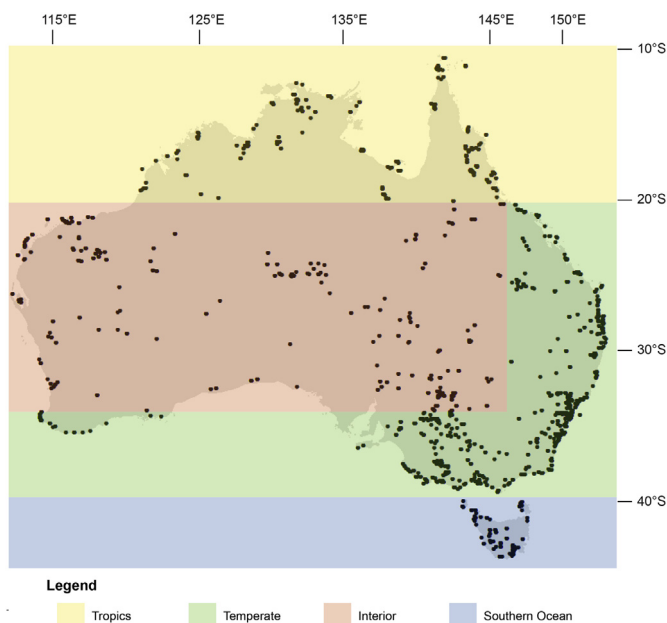 115°E 125°E 135°E 145°E 150°E
10°S
20°S
30°S
40°S
Legend
Tropics Temperate Interior Southern Ocean